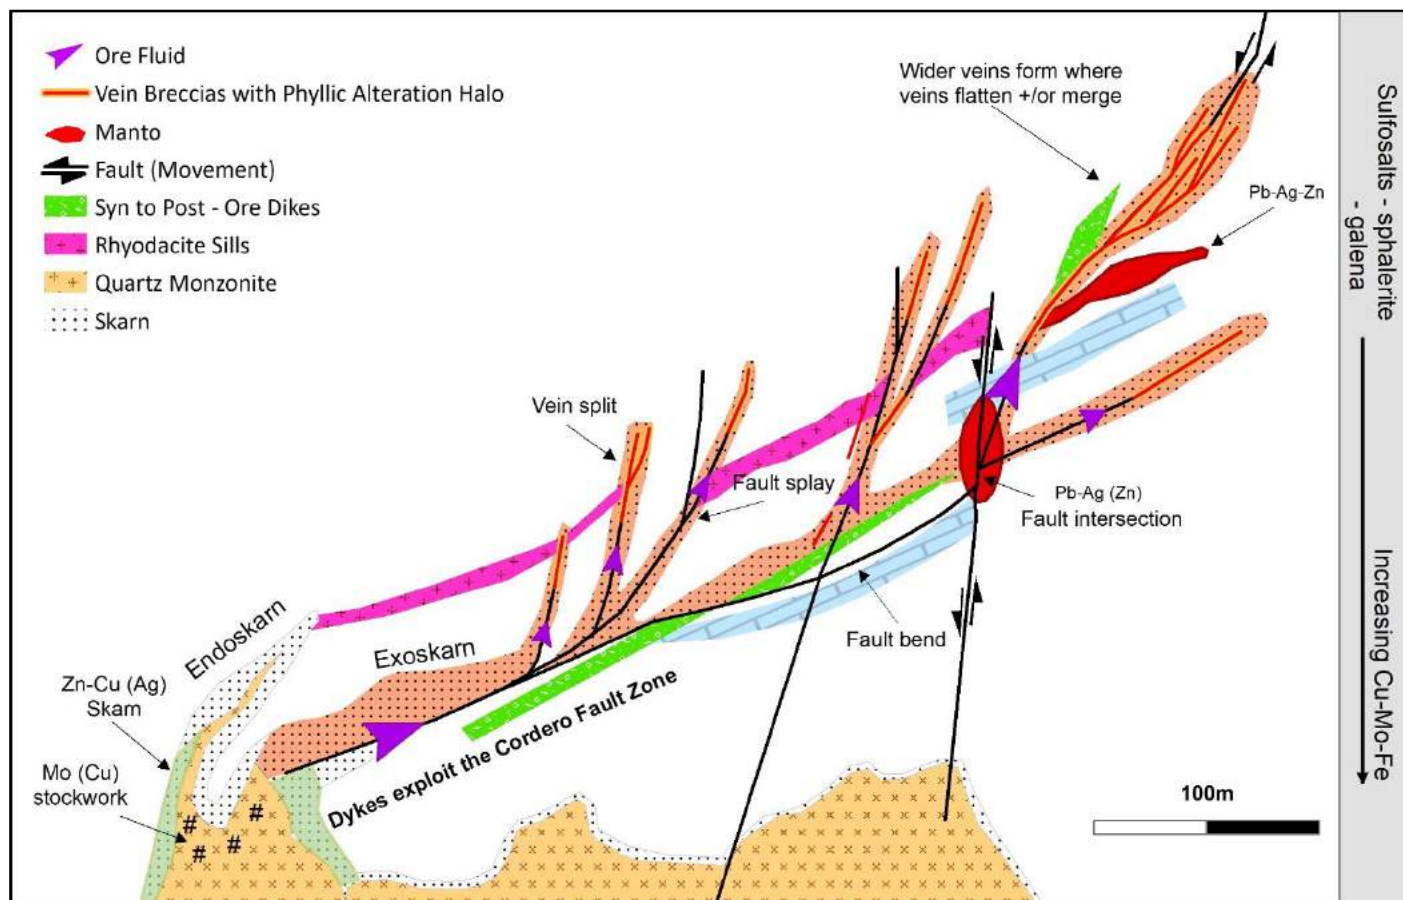 Ore Fluid
Vein Breccias with Phyllic Alteration Halo
Manto
Fault (Movement)
Syn to Post - Ore Dikes
Rhyodacite Sills
Quartz Monzonite
Skarn
Wider veins form where
veins flatten +/or merge
Pb-Ag-Zn
Vein split
Fault splay
Pb-Ag (Zn)
Fault intersection
Fault bend
Endoskarn
Exoskarn
Zn-Cu (Ag)
Skarn
Mo (Cu)
stockwork
# # # #
Dykes exploit the Cordero Fault Zone
100m
Sulfosalts - sphalerite
- galena
Increasing Cu-Mo-Fe